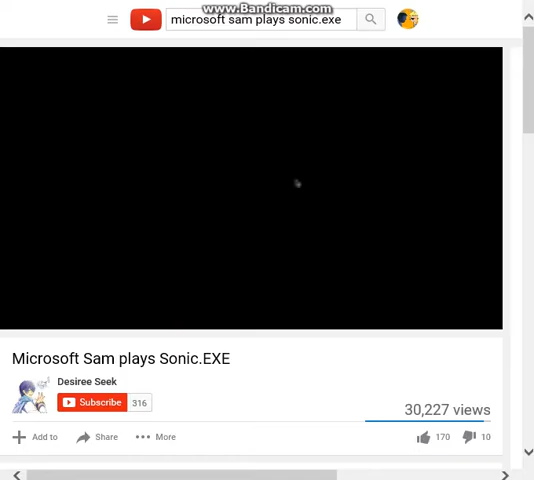 www.Bandicam.com
microsoft sam plays sonic.exe
Microsoft Sam plays Sonic.EXE
Desiree Seek
Subscribe 316
30,227 views
Add to Share More 170 10